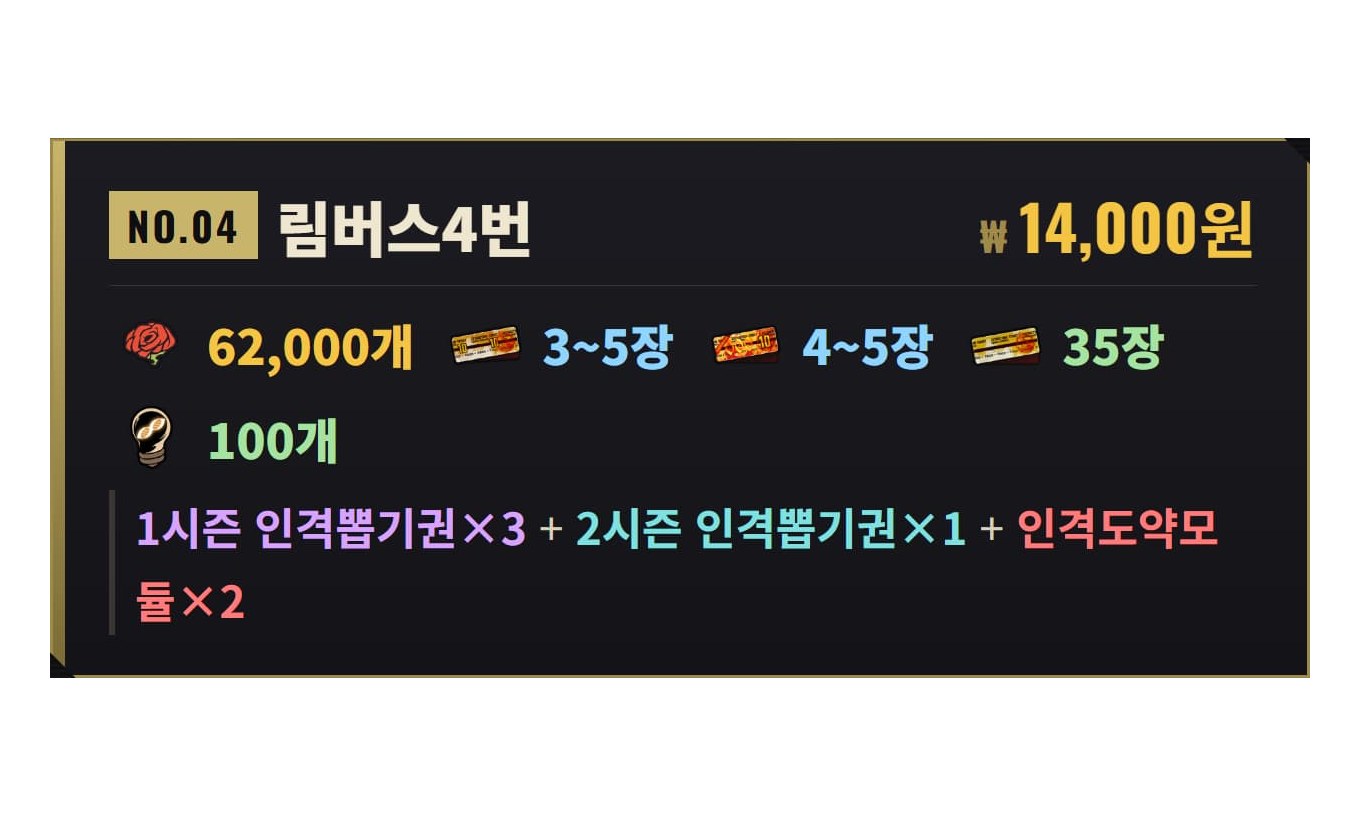 NO.04 림버스4번 ₩ 14,000원
62,000개 3~5장 4~5장 35장
100개
1시즌 인격뽑기권×3 + 2시즌 인격뽑기권×1 + 인격도약모
듈×2